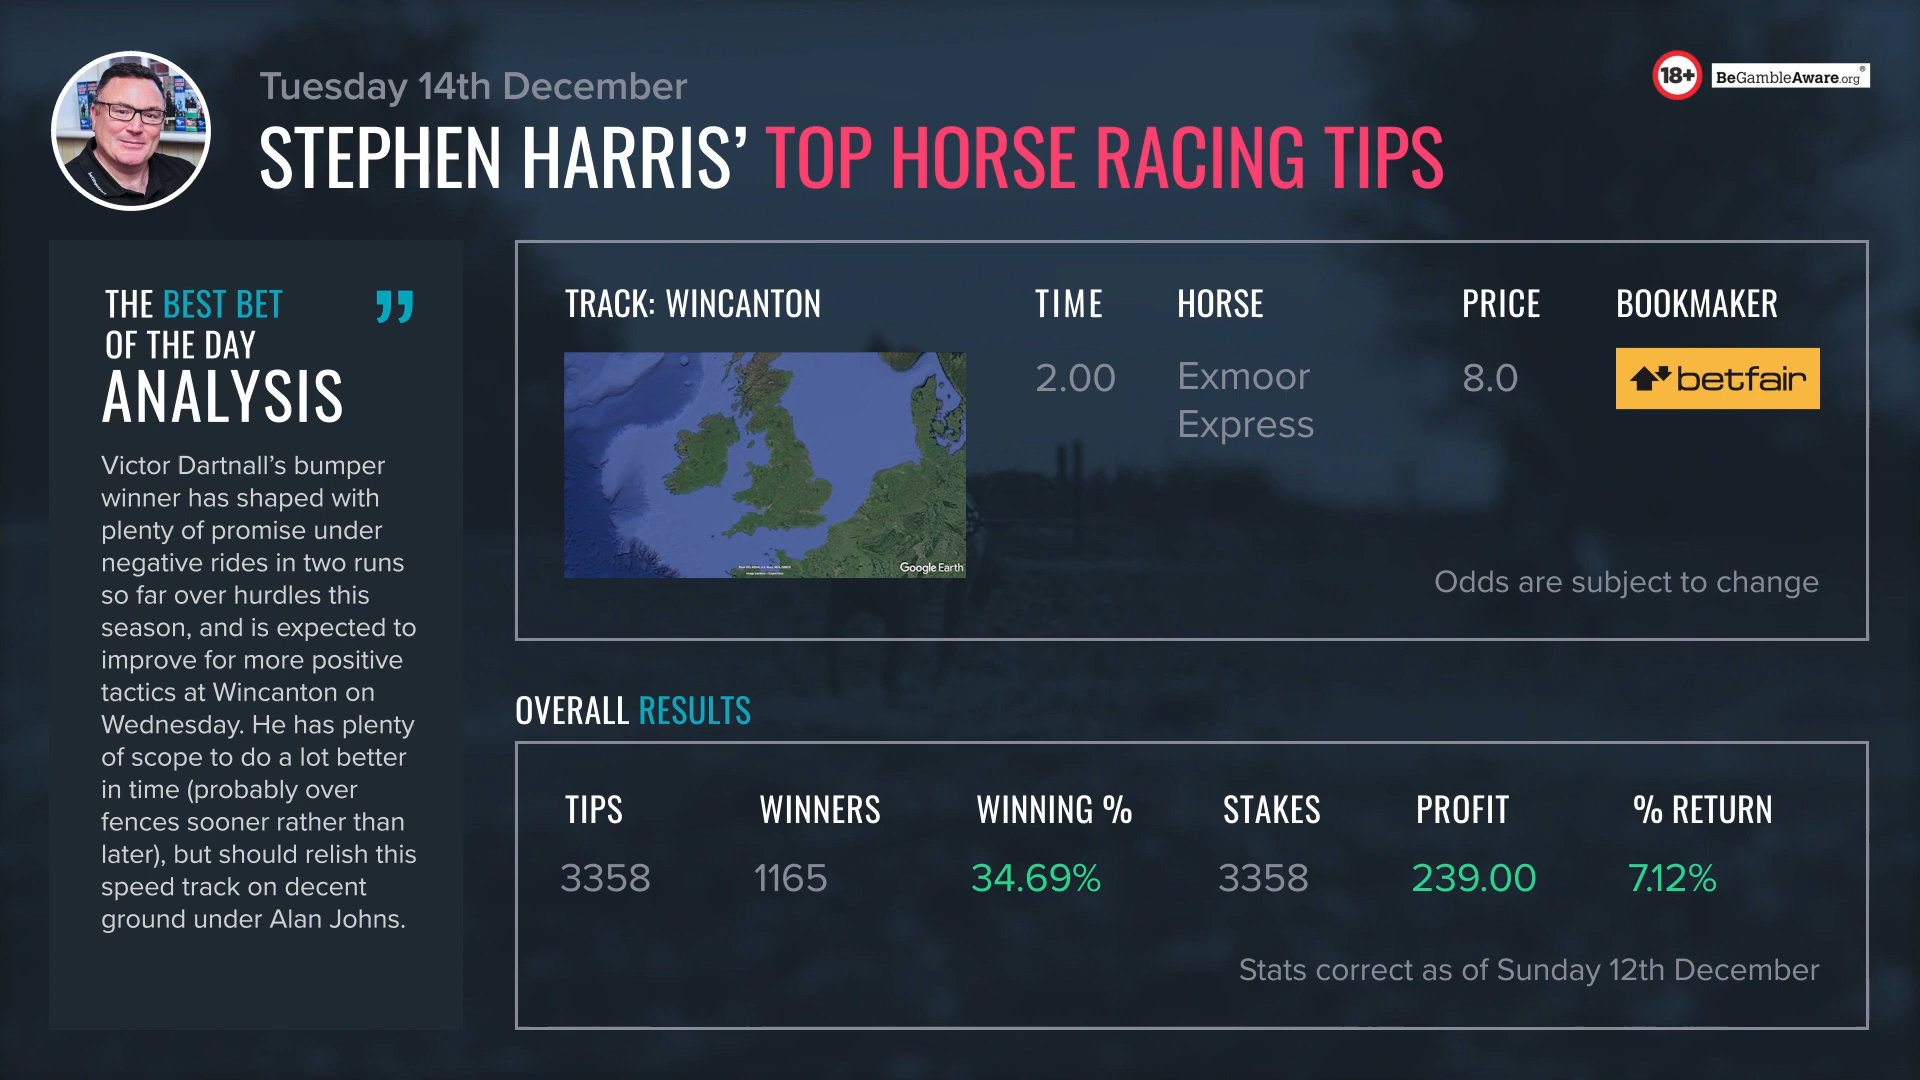 Tuesday 14th December
STEPHEN HARRIS’ TOP HORSE RACING TIPS
18+ BeGambleAware.org®
THE BEST BET ”
OF THE DAY
ANALYSIS
Victor Dartnall’s bumper
winner has shaped with
plenty of promise under
negative rides in two runs
so far over hurdles this
season, and is expected to
improve for more positive
tactics at Wincanton on
Wednesday. He has plenty
of scope to do a lot better
in time (probably over
fences sooner rather than
later), but should relish this
speed track on decent
ground under Alan Johns.
TRACK: WINCANTON TIME HORSE PRICE BOOKMAKER
2.00 Exmoor 8.0 betfair
Express
Google Earth
Odds are subject to change
OVERALL RESULTS
TIPS WINNERS WINNING % STAKES PROFIT % RETURN
3358 1165 34.69% 3358 239.00 7.12%
Stats correct as of Sunday 12th December